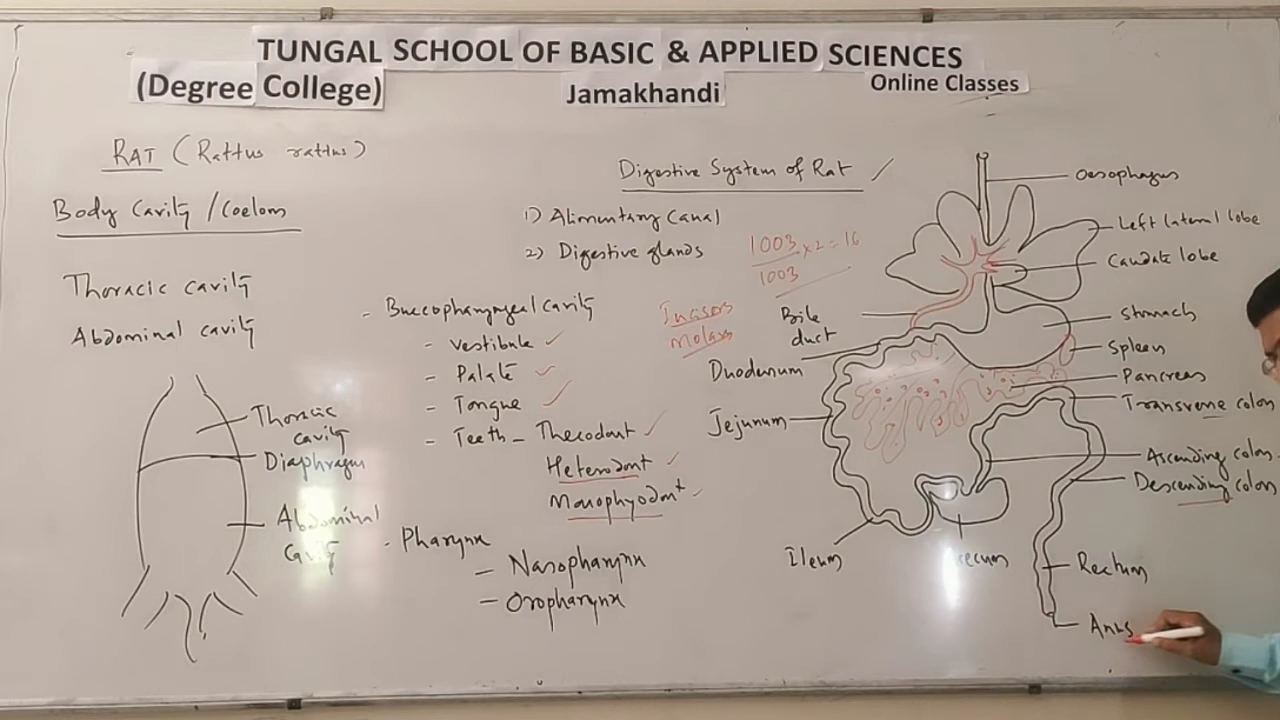 TUNGAL SCHOOL OF BASIC & APPLIED SCIENCES
(Degree College)
Jamakhandi
Online Classes
RAT (Rattus rattus)
Body Cavity / Coelom
Thoracic cavity
Abdominal cavity
Thoracic
cavity
Diaphragm
Abdominal
Cavity
Digestive System of Rat
1) Alimentary Canal
2) Digestive glands
1003 × 2 = 16
1003
- Buccopharyngeal cavity
- Vestibule
- Palate
- Tongue
- Teeth - Thecodont
Heterodont
Monophyodont
Incisors
Molars
- Pharynx
- Nasopharynx
- Oropharynx
Oesophagus
Left lateral lobe
Caudate lobe
Stomach
Spleen
Pancreas
Transverse colon
Ascending colon
Descending colon
Rectum
Anus
Bile
duct
Duodenum
Jejunum
Ileum